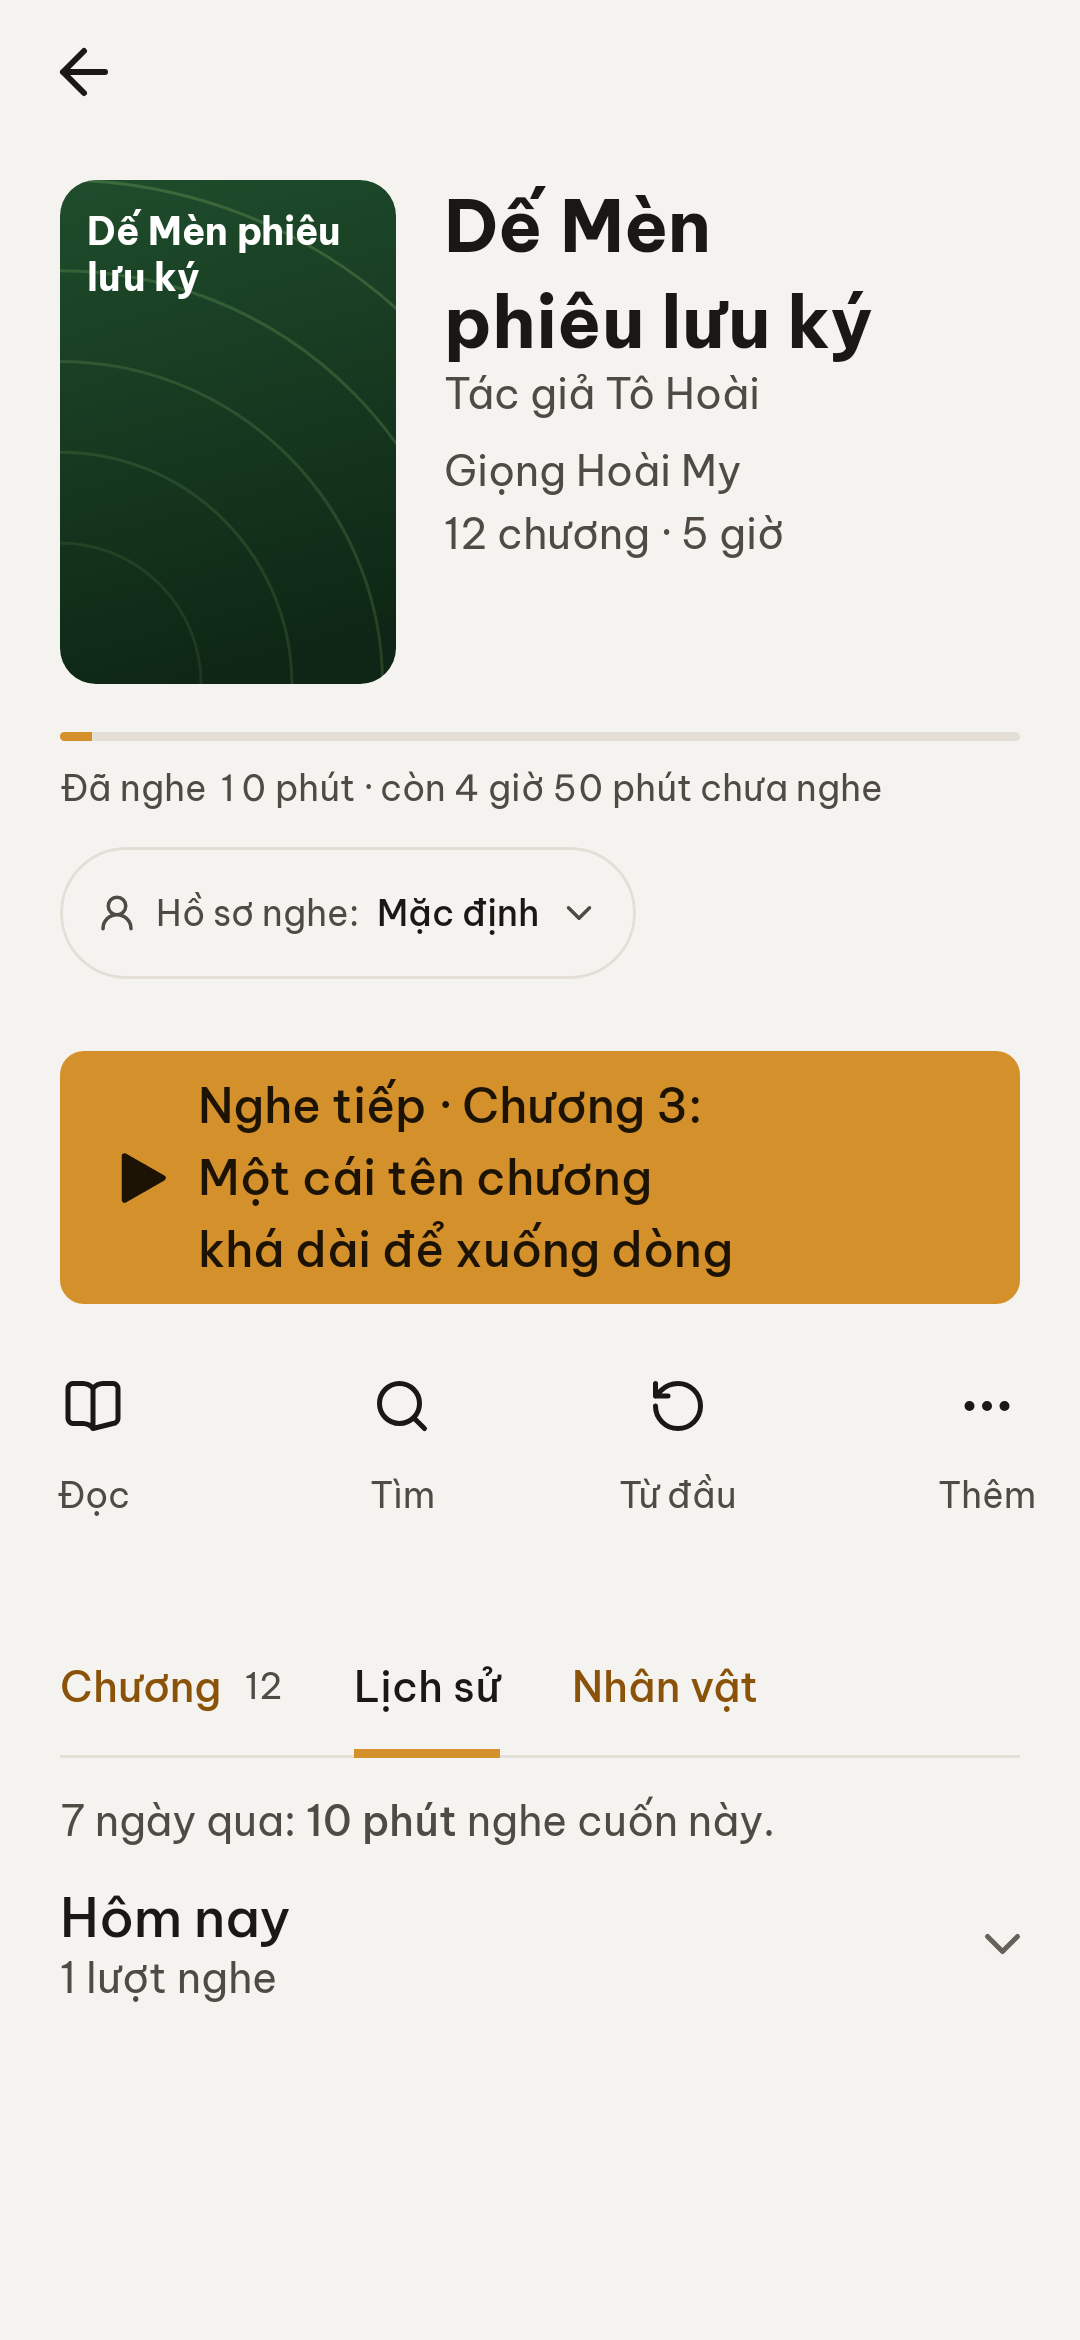 Dế Mèn phiêu
lưu ký
Dế Mèn
phiêu lưu ký
Tác giả Tô Hoài
Giọng Hoài My
12 chương · 5 giờ
Đã nghe 10 phút · còn 4 giờ 50 phút chưa nghe
Hồ sơ nghe: Mặc định
Nghe tiếp · Chương 3:
Một cái tên chương
khá dài để xuống dòng
Đọc Tìm Từ đầu Thêm
Chương 12 Lịch sử Nhân vật
7 ngày qua: 10 phút nghe cuốn này.
Hôm nay
1 lượt nghe